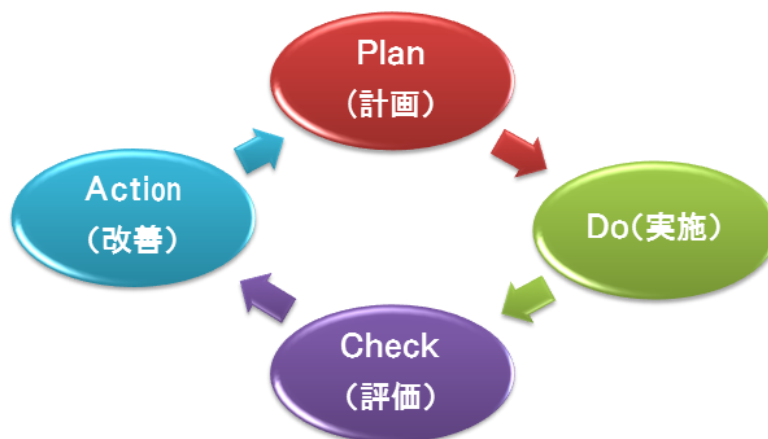 Plan
（計画）
Do（実施）
Check
（評価）
Action
（改善）